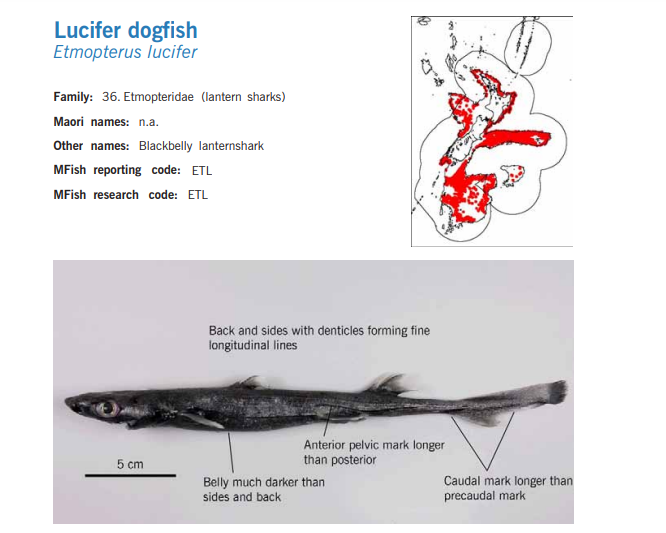 Lucifer dogfish
Etmopterus lucifer
Family: 36. Etmopteridae (lantern sharks)
Maori names: n.a.
Other names: Blackbelly lanternshark
MFish reporting code: ETL
MFish research code: ETL
Back and sides with denticles forming fine
longitudinal lines
Anterior pelvic mark longer
than posterior
5 cm
Belly much darker than
sides and back
Caudal mark longer than
precaudal mark